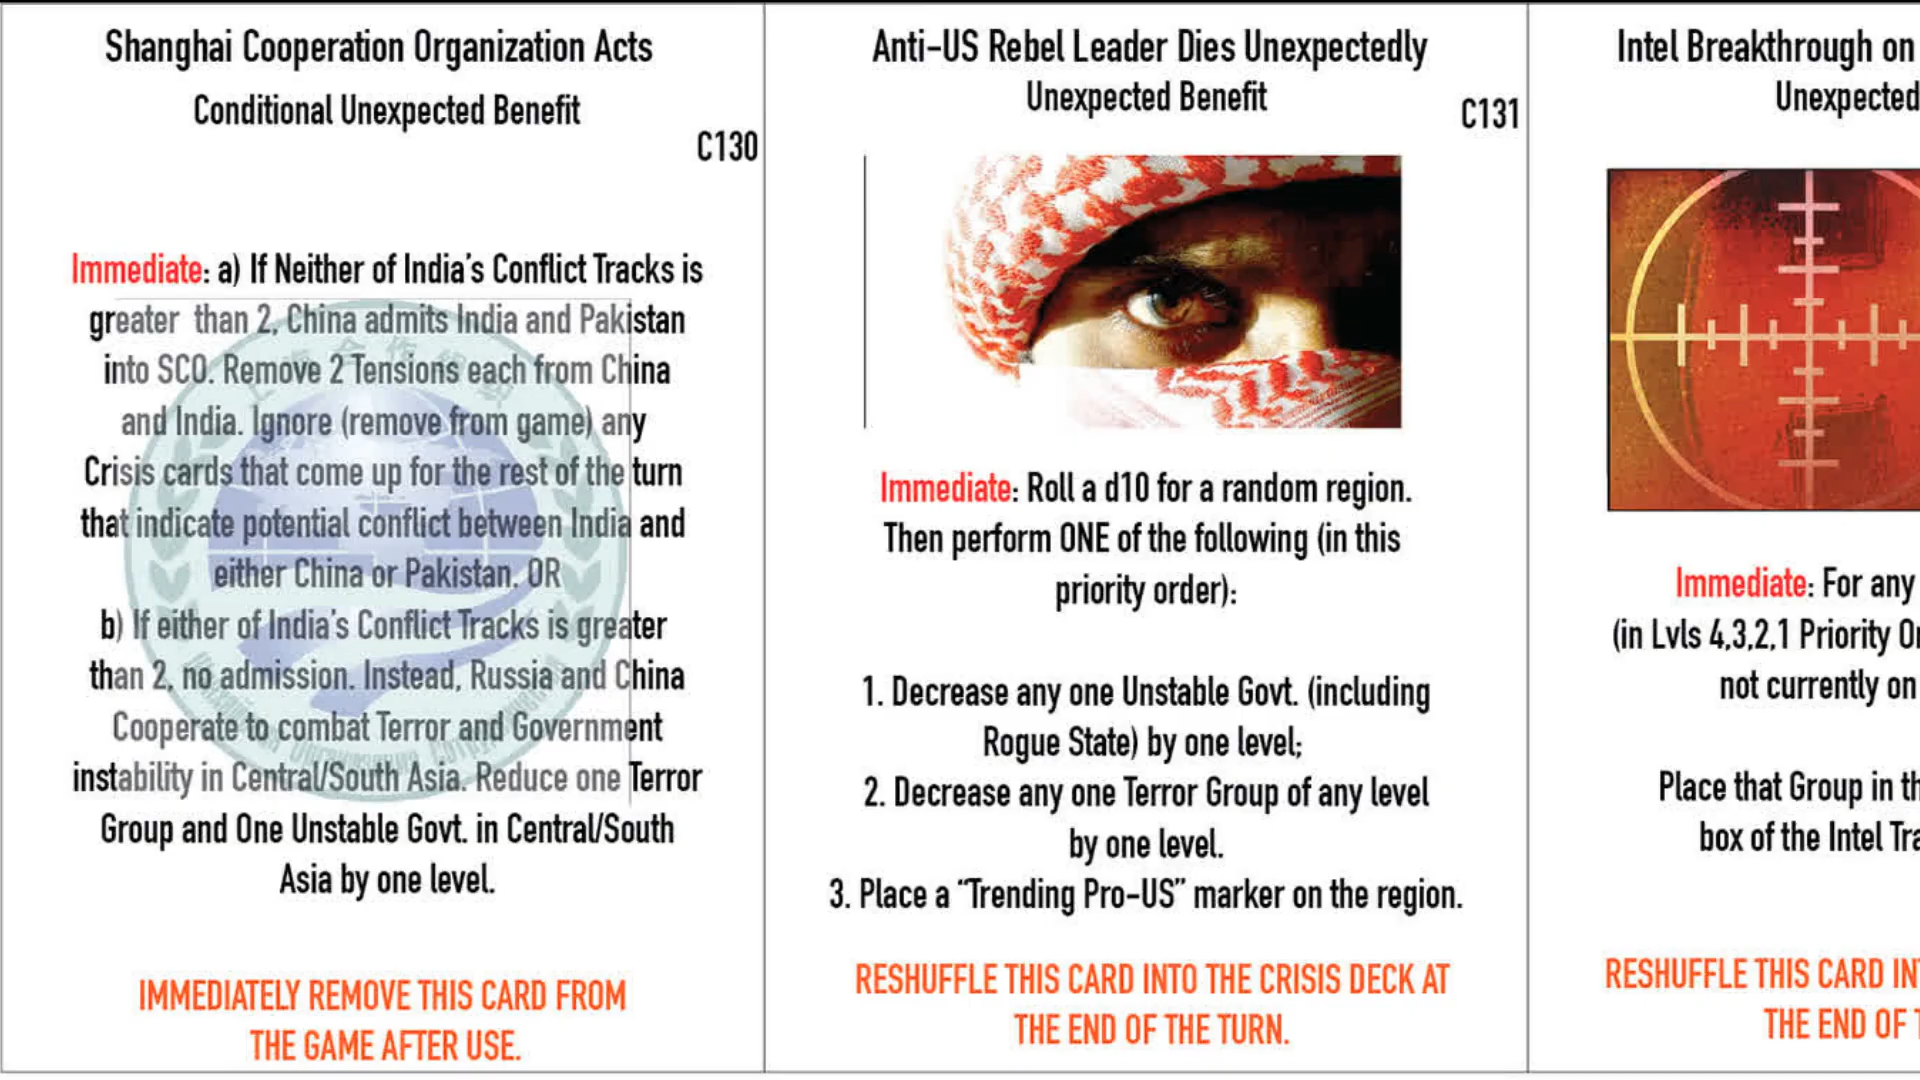 Shanghai Cooperation Organization Acts
Conditional Unexpected Benefit
C130
Immediate: a) If Neither of India's Conflict Tracks is
greater than 2, China admits India and Pakistan
into SCO. Remove 2 Tensions each from China
and India. Ignore (remove from game) any
Crisis cards that come up for the rest of the turn
that indicate potential conflict between India and
either China or Pakistan. OR
b) If either of India's Conflict Tracks is greater
than 2, no admission. Instead, Russia and China
Cooperate to combat Terror and Government
instability in Central/South Asia. Reduce one Terror
Group and One Unstable Govt. in Central/South
Asia by one level.
IMMEDIATELY REMOVE THIS CARD FROM
THE GAME AFTER USE.
Anti-US Rebel Leader Dies Unexpectedly
Unexpected Benefit
C131
Immediate: Roll a d10 for a random region.
Then perform ONE of the following (in this
priority order):
1. Decrease any one Unstable Govt. (including
Rogue State) by one level;
2. Decrease any one Terror Group of any level
by one level.
3. Place a “Trending Pro-US” marker on the region.
RESHUFFLE THIS CARD INTO THE CRISIS DECK AT
THE END OF THE TURN.
Intel Breakthrough on
Unexpected
Immediate: For any
(in Lvls 4,3,2,1 Priority
not currently on
Place that Group in
box of the Intel
RESHUFFLE THIS CARD
THE END OF